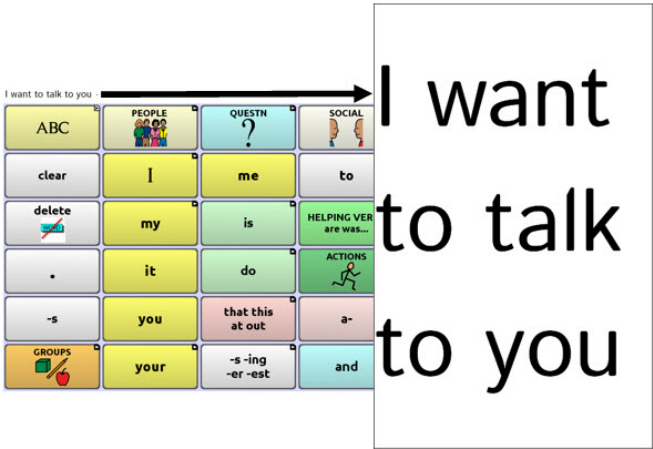 I want to talk to you
ABC
PEOPLE
QUESTN
?
SOCIAL
clear
I
me
to
delete
WORD
my
is
HELPING VER
are was...
.
it
do
ACTIONS
-s
you
that this
at out
a-
GROUPS
your
-s -ing
-er -est
and
I want
to talk
to you